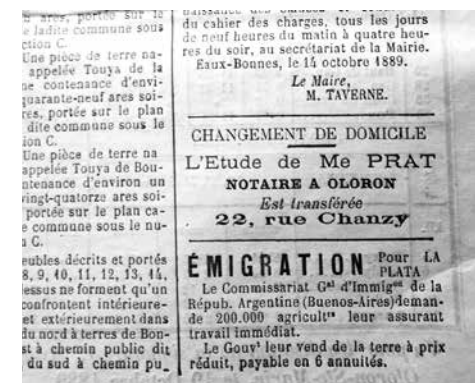 ares, portée sur le
e ladite commune sous
ction C.
Une pièce de terre na-
appelée Touya de la
ne contenance d'envi-
quarante-neuf ares soi-
res, portée sur le plan
dite commune sous le
ion C.
Une pièce de terre na
appelée Touya de Bou-
ntenance d'environ un
vingt-quatorze ares soi-
portée sur le plan ca-
e commune sous le nu-
n C.
eubles décrits et portés
8, 9, 10, 11, 12, 13, 14,
essus ne forment qu'un
confrontent intérieure-
et extérieurement dans
du nord à terres de Bon-
st à chemin public dit
du sud à chemin pu_
du cahier des charges, tous les jours
de neuf heures du matin à quatre heu-
res du soir, au secrétariat de la Mairie.
Eaux-Bonnes, le 14 octobre 1889.
Le Maire,
M. TAVERNE.
CHANGEMENT DE DOMICILE
L'Etude de Me PRAT
NOTAIRE A OLORON
Est transférée
22, rue Chanzy
ÉMIGRATION Pour LA PLATA
Le Commissariat Gal d'Immigon de la
Répub. Argentine (Buenos-Aires) deman-
de 200.000 agricultrs leur assurant
travail immédiat.
Le Gouvt leur vend de la terre à prix
réduit, payable en 6 annuités.